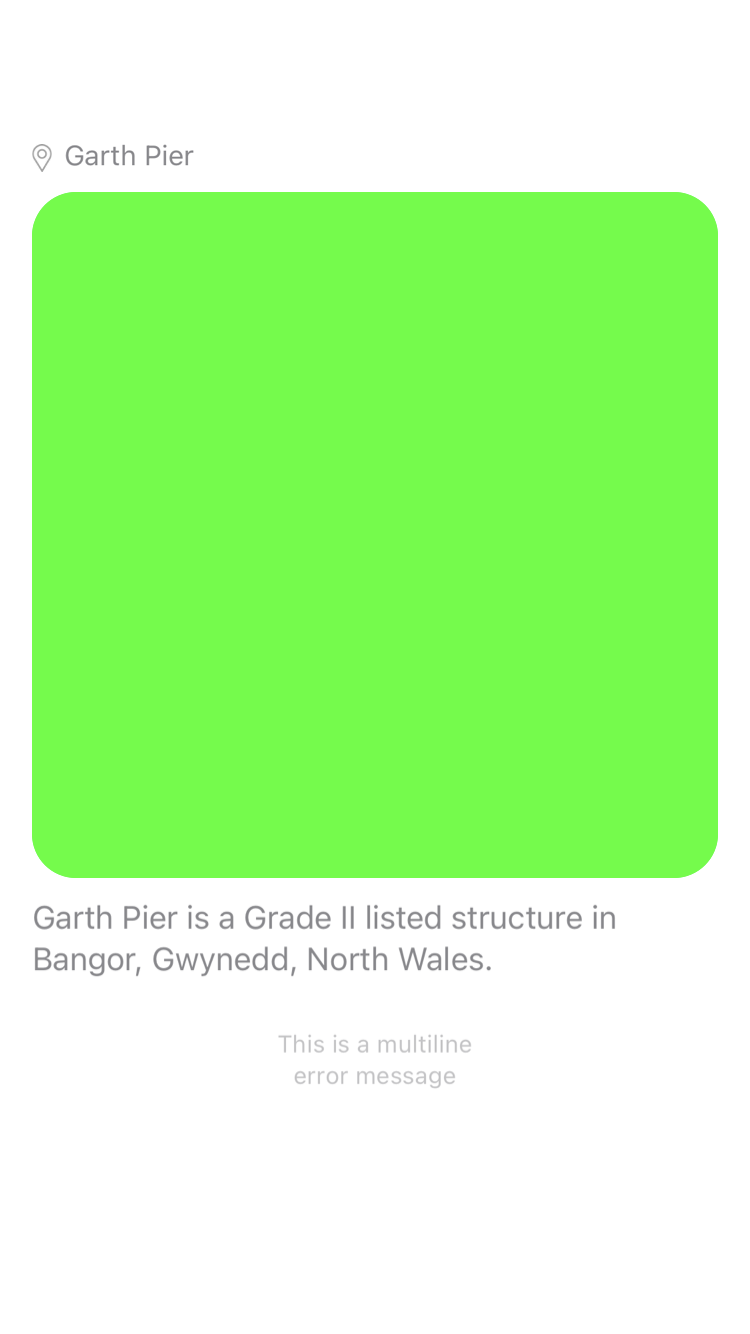 Garth Pier
Garth Pier is a Grade II listed structure in
Bangor, Gwynedd, North Wales.
This is a multiline
error message